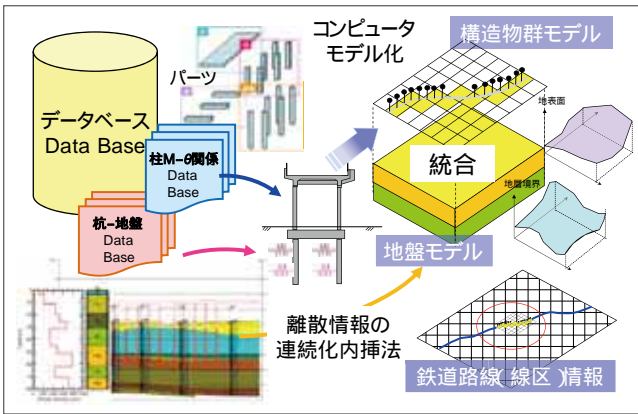 コンピュータ
モデル化
構造物群モデル
パーツ
データベース
Data Base
柱M-θ関係
Data
Base
杭-地盤
Data
Base
地表面
統合
地層境界
地盤モデル
離散情報の
連続化内挿法
鉄道路線(線区)情報